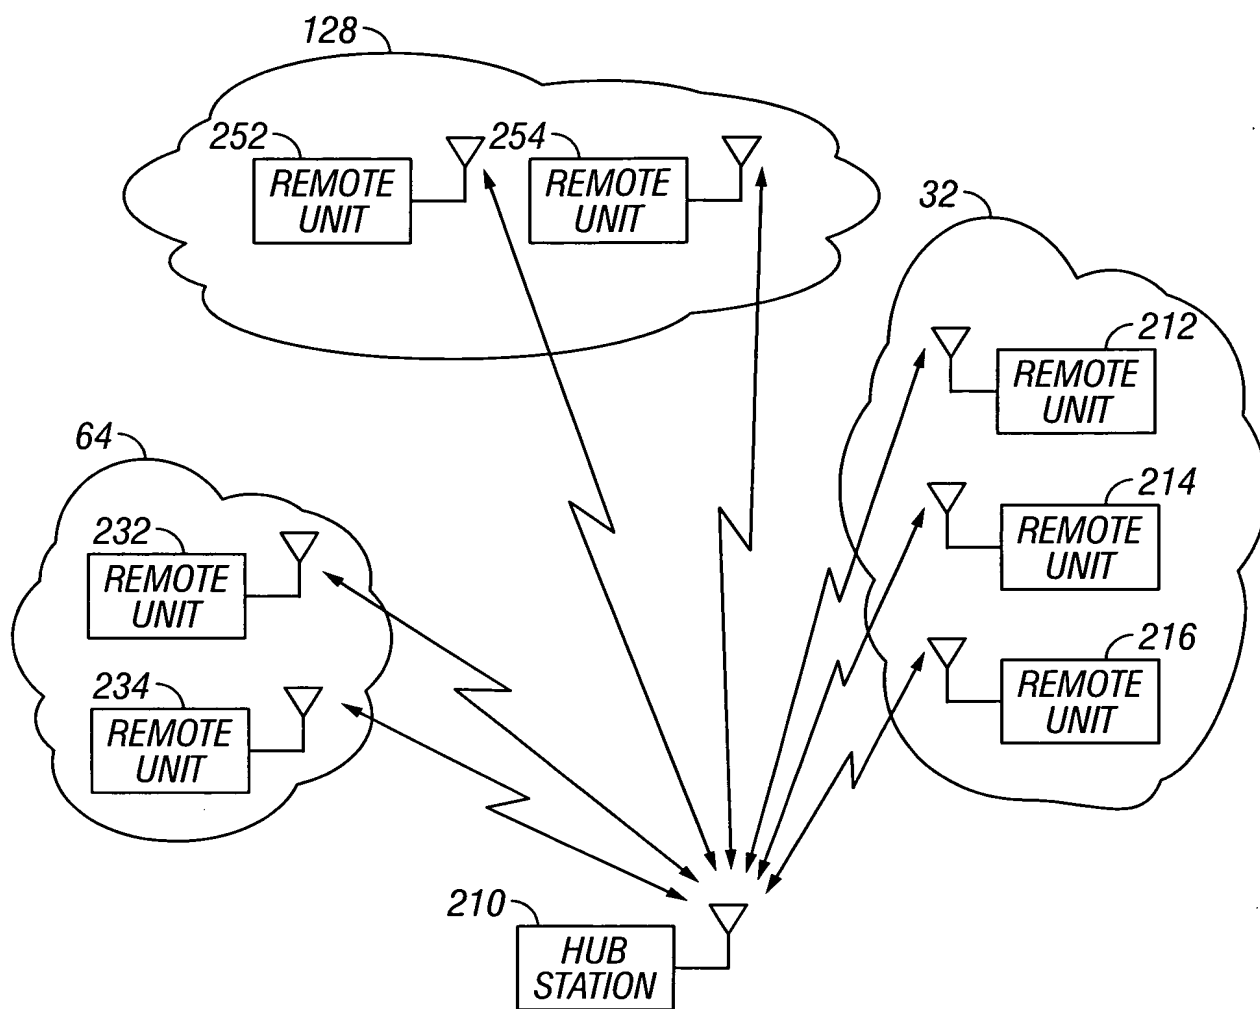 128
252
REMOTE
UNIT
254
REMOTE
UNIT
32
212
REMOTE
UNIT
214
REMOTE
UNIT
216
REMOTE
UNIT
64
232
REMOTE
UNIT
234
REMOTE
UNIT
210
HUB
STATION